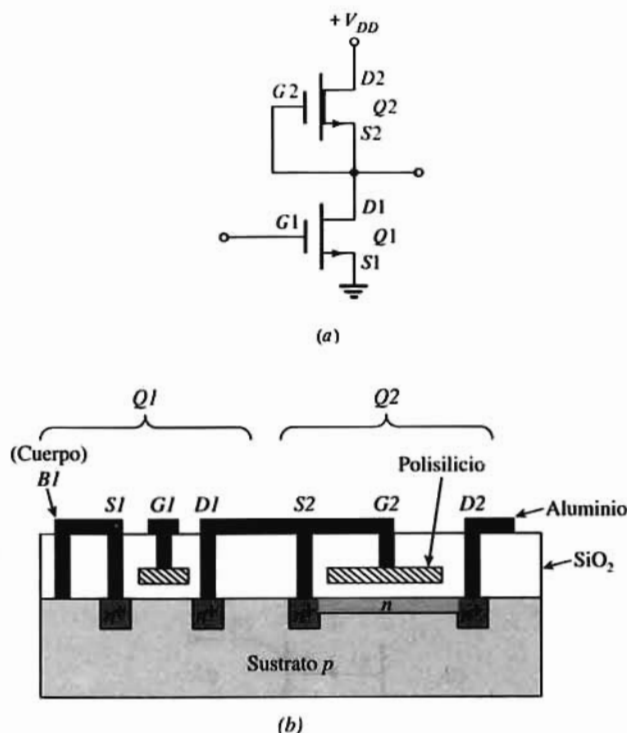 +V_DD
D2
G2
Q2
S2
D1
G1
Q1
S1
(a)
Q1 Q2
(Cuerpo)
B1
Polisilicio
S1 G1 D1 S2 G2 D2
Aluminio
SiO₂
n
Sustrato p
(b)